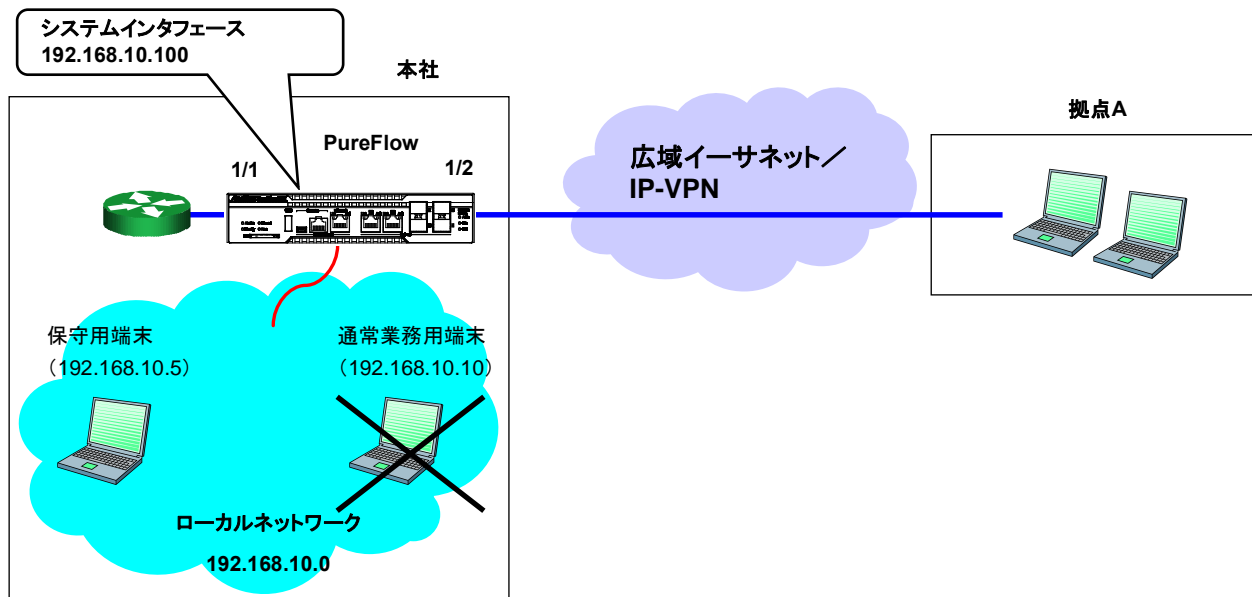 システムインタフェース
192.168.10.100
本社
PureFlow
1/1
1/2
広域イーサネット／
IP-VPN
拠点A
保守用端末
（192.168.10.5）
通常業務用端末
（192.168.10.10）
ローカルネットワーク
192.168.10.0